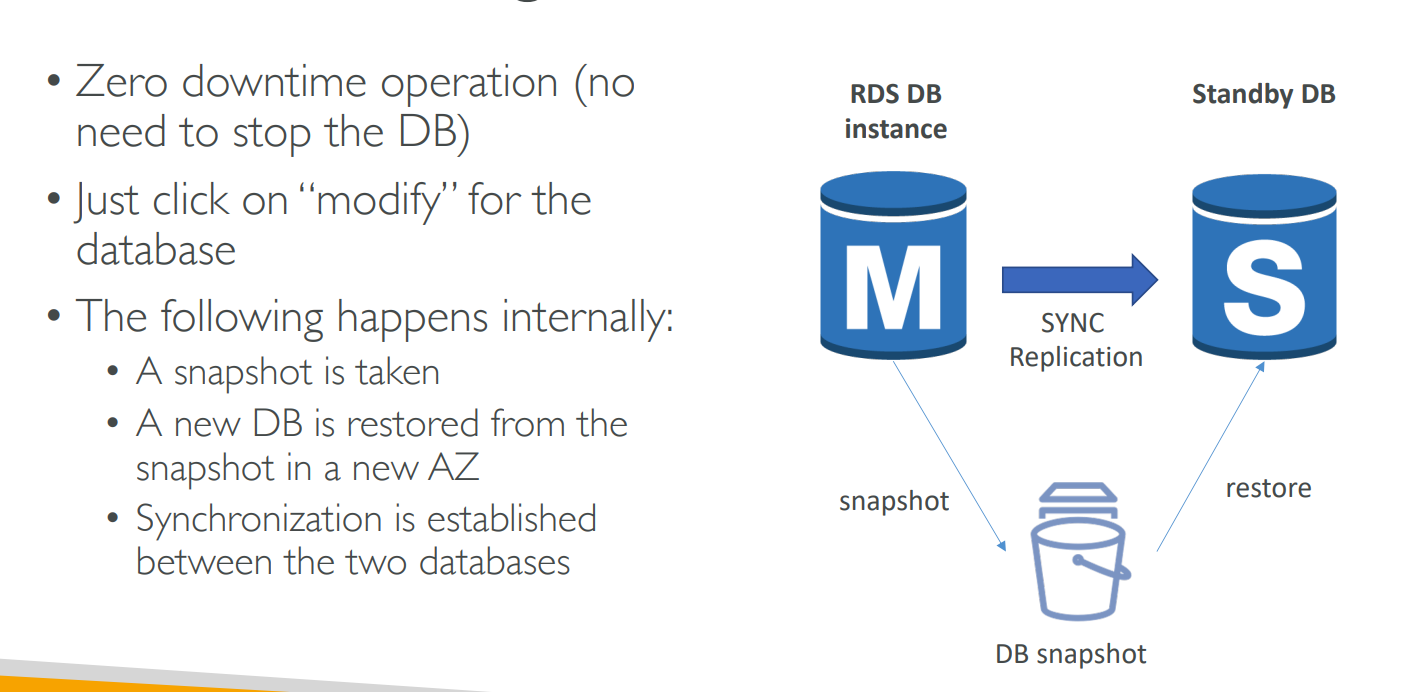 • Zero downtime operation (no
need to stop the DB)
• Just click on “modify” for the
database
• The following happens internally:
• A snapshot is taken
• A new DB is restored from the
snapshot in a new AZ
• Synchronization is established
between the two databases
RDS DB
instance
Standby DB
M
S
SYNC
Replication
snapshot
restore
DB snapshot